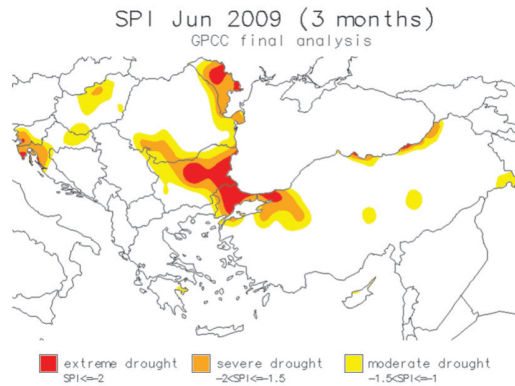 SPI Jun 2009 (3 months)
GPCC final analysis
extreme drought severe drought moderate drought
SPI<=-2 -2<SPI<=-1.5 -1.5<SPI<=-1